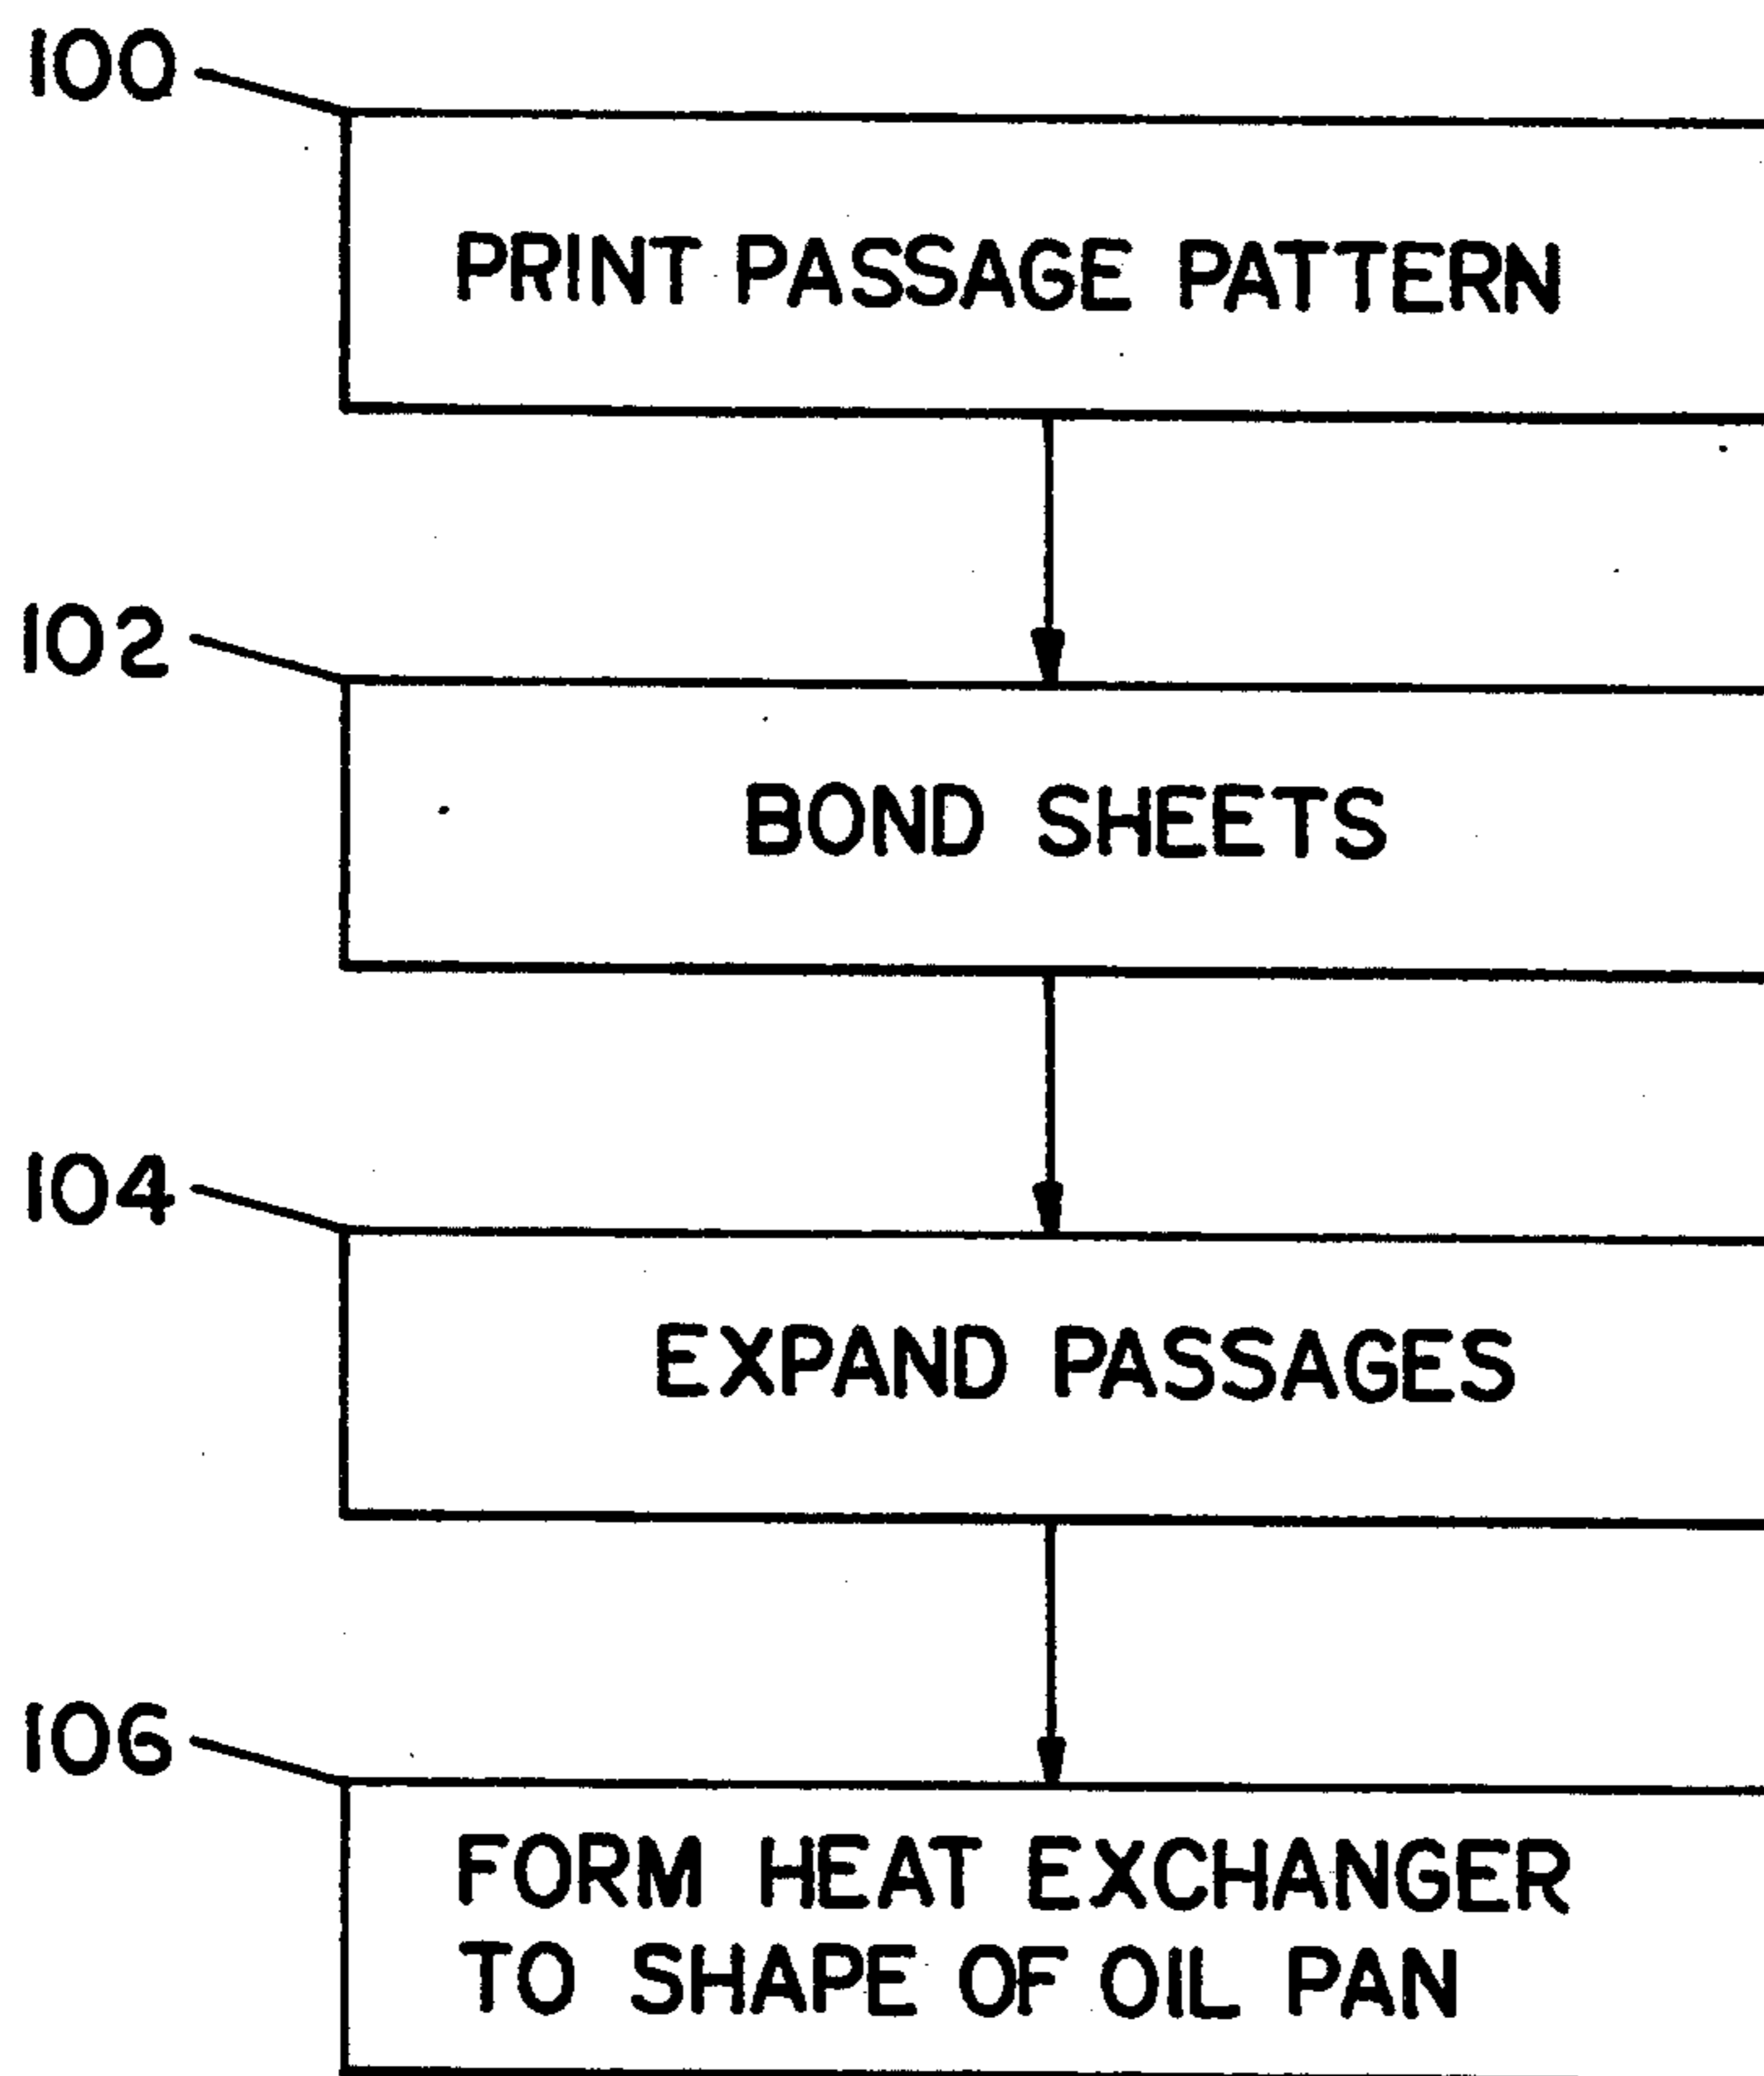 100
PRINT PASSAGE PATTERN
102
BOND SHEETS
104
EXPAND PASSAGES
106
FORM HEAT EXCHANGER
TO SHAPE OF OIL PAN